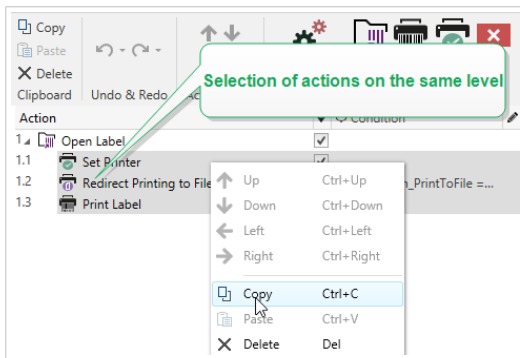 Copy
Paste
Delete
Clipboard
Undo & Redo
Selection of actions on the same level
Action
Condition
1 Open Label
1.1 Set Printer
1.2 Redirect Printing to File
_PrintToFile =...
1.3 Print Label
Up Ctrl+Up
Down Ctrl+Down
Left Ctrl+Left
Right Ctrl+Right
Copy Ctrl+C
Paste Ctrl+V
Delete Del